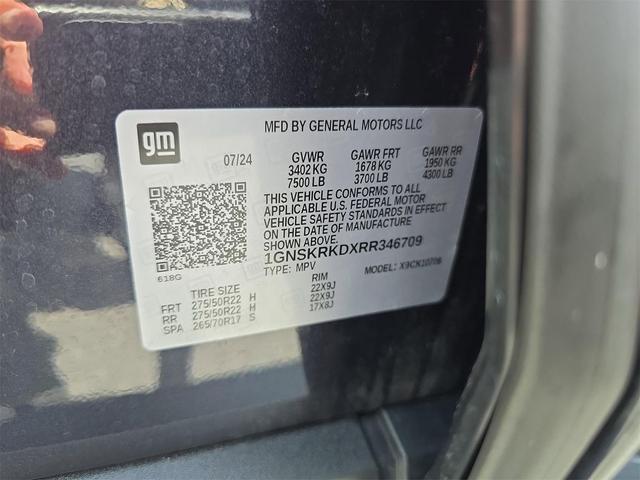 gm
MFD BY GENERAL MOTORS LLC
07/24
GVWR GAWR FRT GAWR RR
3402 KG 1678 KG 1950 KG
7500 LB 3700 LB 4300 LB
THIS VEHICLE CONFORMS TO ALL
APPLICABLE U.S. FEDERAL MOTOR
VEHICLE SAFETY STANDARDS IN EFFECT
ON THE DATE OF MANUFACTURE
SHOWN ABOVE.
1GNSKRKDXRR346709
618G
TYPE: MPV MODEL: X9CK10706
TIRE SIZE RIM
FRT 275/50R22 H 22X9J
RR 275/50R22 H 22X9J
SPA 265/70R17 S 17X8J